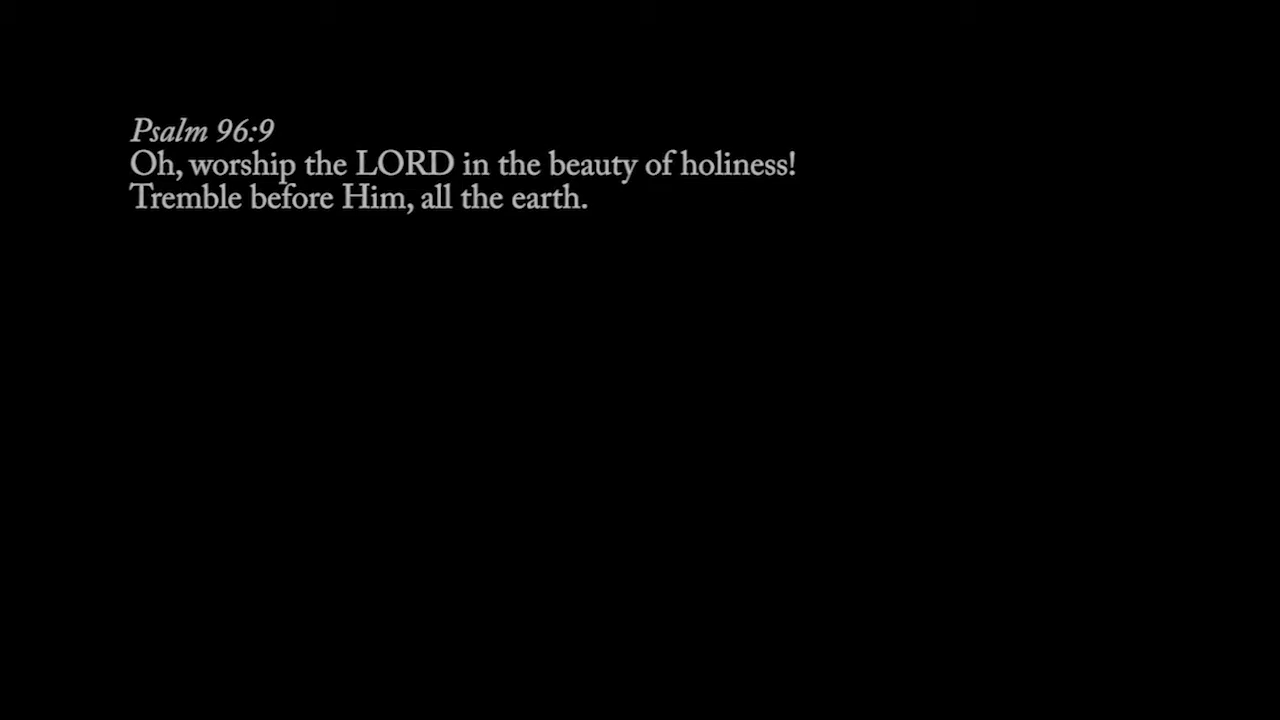 Psalm 96:9
Oh, worship the LORD in the beauty of holiness!
Tremble before Him, all the earth.